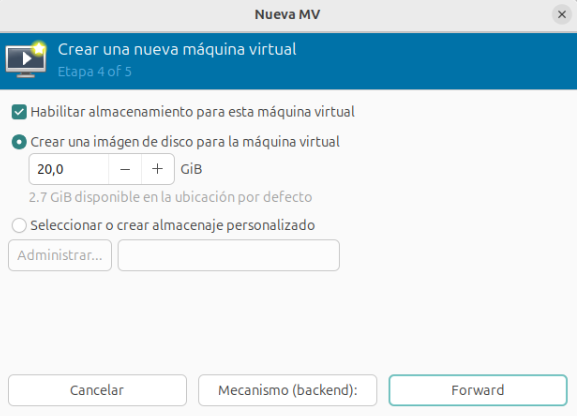 Nueva MV
Crear una nueva máquina virtual
Etapa 4 of 5
Habilitar almacenamiento para esta máquina virtual
Crear una imágen de disco para la máquina virtual
20,0 − + GiB
2.7 GiB disponible en la ubicación por defecto
Seleccionar o crear almacenaje personalizado
Administrar...
Cancelar Mecanismo (backend): Forward